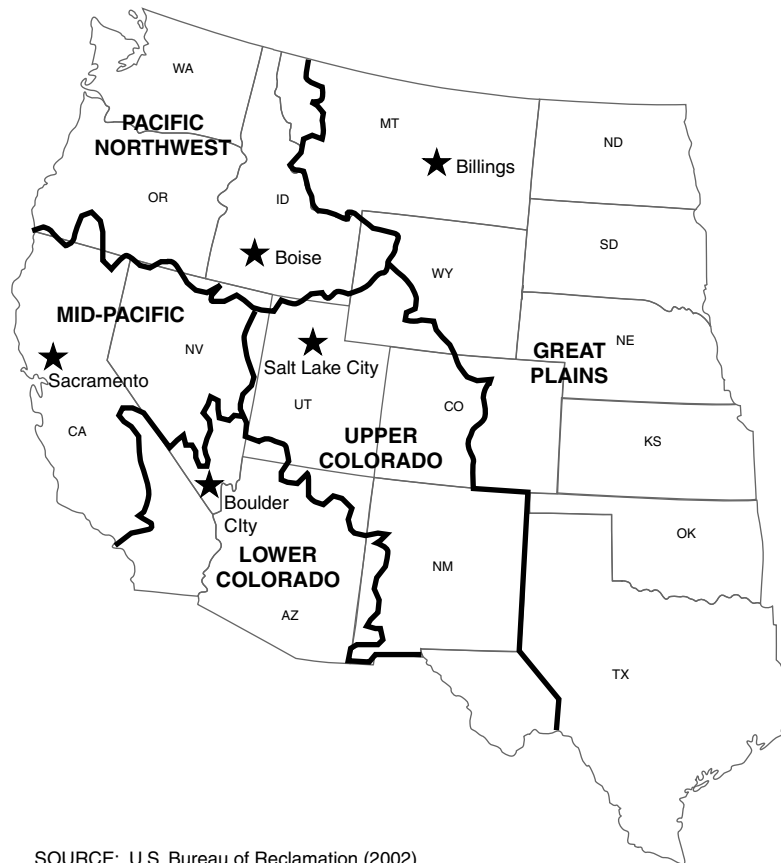 WA
PACIFIC
NORTHWEST
MT
ND
Billings
OR
ID
SD
Boise
WY
MID-PACIFIC
NV
Salt Lake City
GREAT
PLAINS
NE
Sacramento
UT
CO
CA
UPPER
COLORADO
KS
Boulder
CIty
OK
LOWER
COLORADO
NM
AZ
TX
SOURCE: U.S. Bureau of Reclamation (2002)